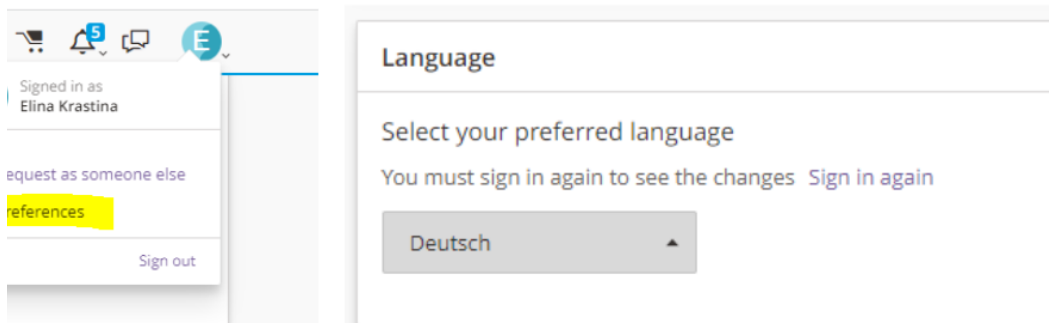 5
E
Signed in as
Elina Krastina
equest as someone else
references
Sign out
Language
Select your preferred language
You must sign in again to see the changes Sign in again
Deutsch